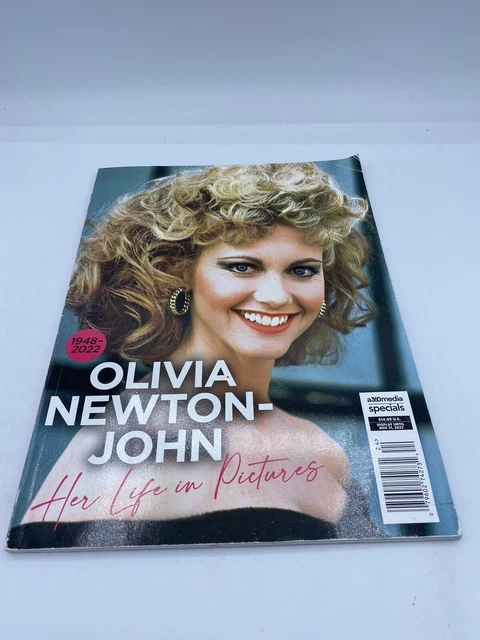 1948-
2022
OLIVIA
NEWTON-
JOHN
Her Life in Pictures
a360media
specials
$14.99 U.S.
DISPLAY UNTIL
NOV 21, 2022